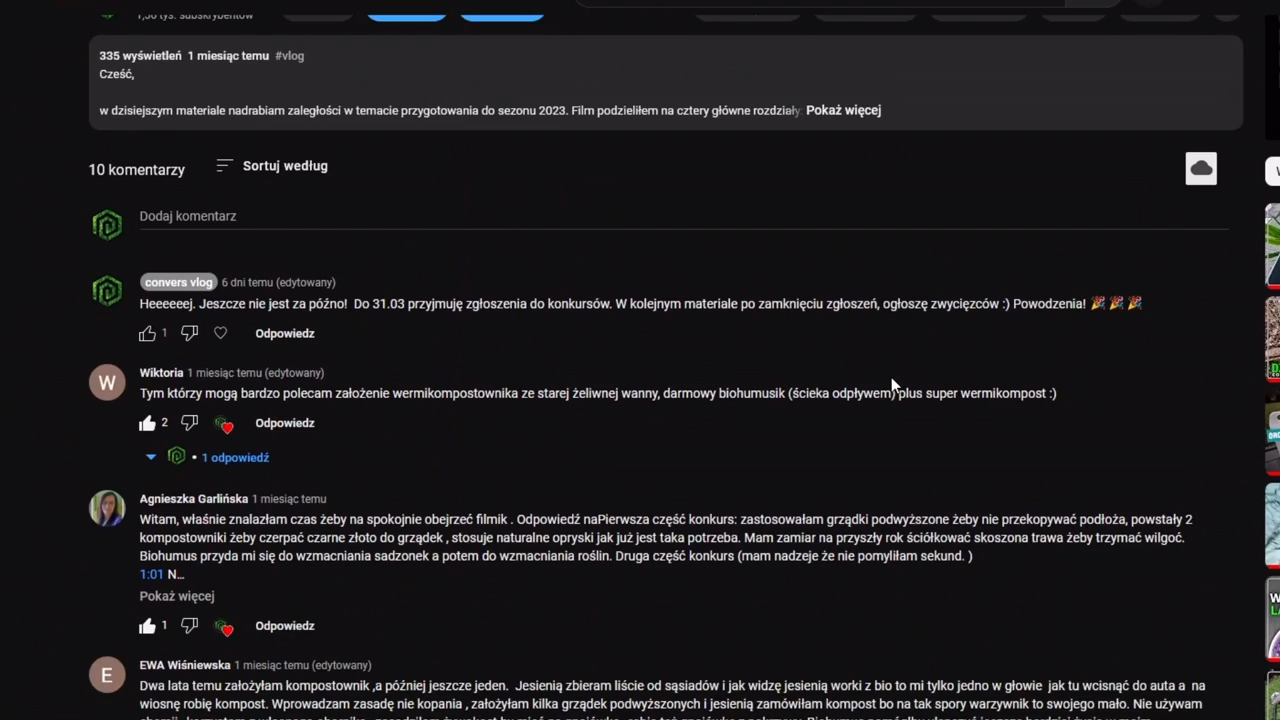 1,50 tys. subskrybentów
335 wyświetleń 1 miesiąc temu #vlog
Cześć,
w dzisiejszym materiale nadrabiam zaległości w temacie przygotowania do sezonu 2023. Film podzieliłem na cztery główne rozdziały: Pokaż więcej
10 komentarzy Sortuj według
Dodaj komentarz
convers vlog 6 dni temu (edytowany)
Heeeeeej. Jeszcze nie jest za późno! Do 31.03 przyjmuję zgłoszenia do konkursów. W kolejnym materiale po zamknięciu zgłoszeń, ogłoszę zwycięzców :) Powodzenia! 🎉🎉🎉
1 Odpowiedz
W
Wiktoria 1 miesiąc temu (edytowany)
Tym którzy mogą bardzo polecam założenie wermikompostownika ze starej żeliwnej wanny, darmowy biohumusik (ścieka odpływem) plus super wermikompost :)
2 Odpowiedz
• 1 odpowiedź
Agnieszka Garlińska 1 miesiąc temu
Witam, właśnie znalazłam czas żeby na spokojnie obejrzeć filmik . Odpowiedź naPierwsza część konkurs: zastosowałam grządki podwyższone żeby nie przekopywać podłoża, powstały 2
kompostowniki żeby czerpać czarne złoto do grządek , stosuje naturalne opryski jak już jest taka potrzeba. Mam zamiar na przyszły rok ściółkować skoszona trawa żeby trzymać wilgoć.
Biohumus przyda mi się do wzmacniania sadzonek a potem do wzmacniania roślin. Druga część konkurs (mam nadzeje że nie pomyliłam sekund. )
1:01 N...
Pokaż więcej
1 Odpowiedz
E
EWA Wiśniewska 1 miesiąc temu (edytowany)
Dwa lata temu założyłam kompostownik ,a później jeszcze jeden. Jesienią zbieram liście od sąsiadów i jak widzę jesienią worki z bio to mi tylko jedno w głowie jak tu wcisnąć do auta a na
wiosnę robię kompost. Wprowadzam zasadę nie kopania , założyłam kilka grządek podwyższonych i jesienią zamówiłam kompost bo na tak spory warzywnik to swojego mało. Nie używam